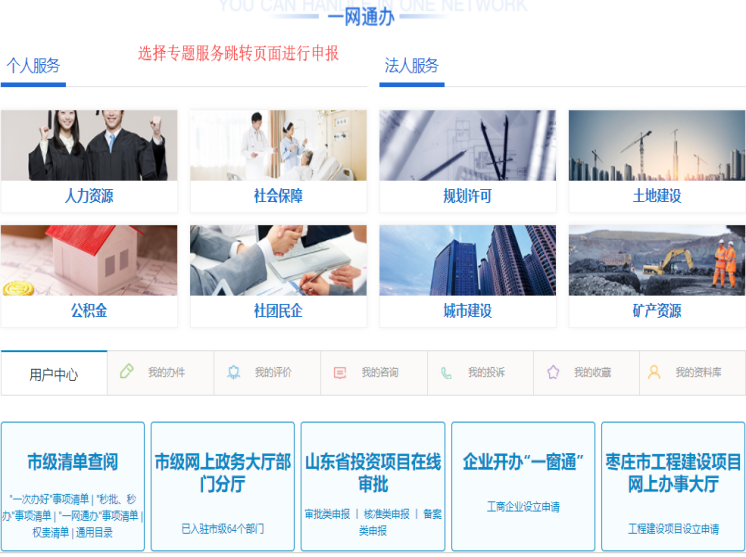 YOU CAN HANDLE IN ONE NETWORK
一网通办
选择专题服务跳转页面进行申报
个人服务
法人服务
人力资源
社会保障
规划许可
土地建设
公积金
社团民企
城市建设
矿产资源
用户中心
我的办件
我的评价
我的咨询
我的投诉
我的收藏
我的资料库
市级清单查阅
"一次办好"事项清单 | "秒批、秒
办"事项清单 | "一网通办"事项清单 |
权责清单 | 通用目录
市级网上政务大厅部
门分厅
已入驻市级64个部门
山东省投资项目在线
审批
审批类申报 | 核准类申报 | 备案
类申报
企业开办“一窗通”
工商企业设立申请
枣庄市工程建设项目
网上办事大厅
工程建设项目设立申请